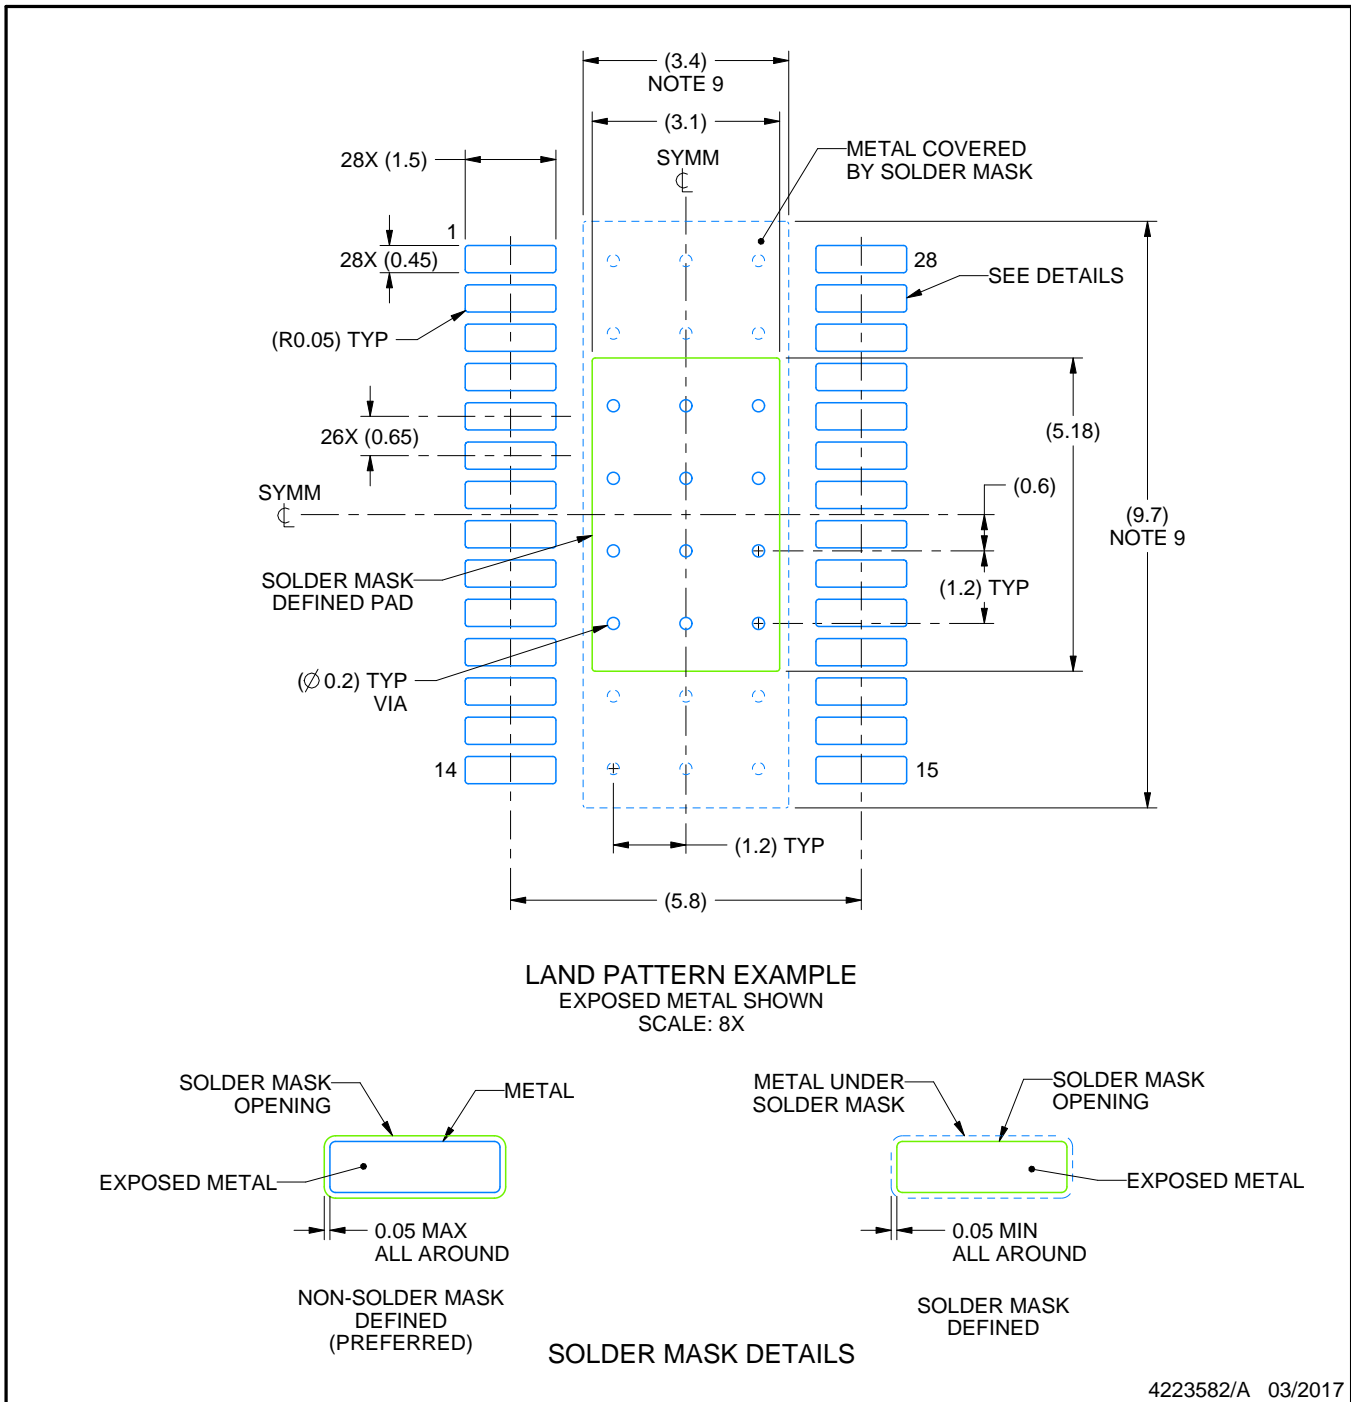 (3.4)
NOTE 9
(3.1)
SYMM
METAL COVERED
BY SOLDER MASK
28X (1.5)
1
28X (0.45)
28
SEE DETAILS
(R0.05) TYP
(5.18)
26X (0.65)
(0.6)
SYMM
(9.7)
NOTE 9
SOLDER MASK
DEFINED PAD
(1.2) TYP
(Ø 0.2) TYP
VIA
14
15
(1.2) TYP
(5.8)
LAND PATTERN EXAMPLE
EXPOSED METAL SHOWN
SCALE: 8X
SOLDER MASK
OPENING
METAL
EXPOSED METAL
0.05 MAX
ALL AROUND
NON-SOLDER MASK
DEFINED
(PREFERRED)
METAL UNDER
SOLDER MASK
SOLDER MASK
OPENING
EXPOSED METAL
0.05 MIN
ALL AROUND
SOLDER MASK
DEFINED
SOLDER MASK DETAILS
4223582/A 03/2017